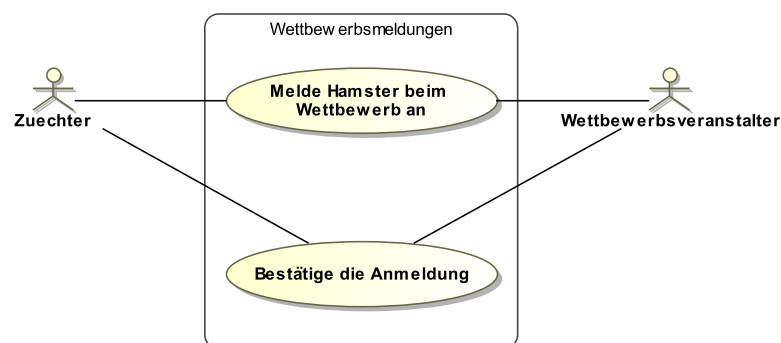 Wettbewerbsmeldungen
Melde Hamster beim
Wettbewerb an
Zuechter
Wettbewerbsveranstalter
Bestätige die Anmeldung